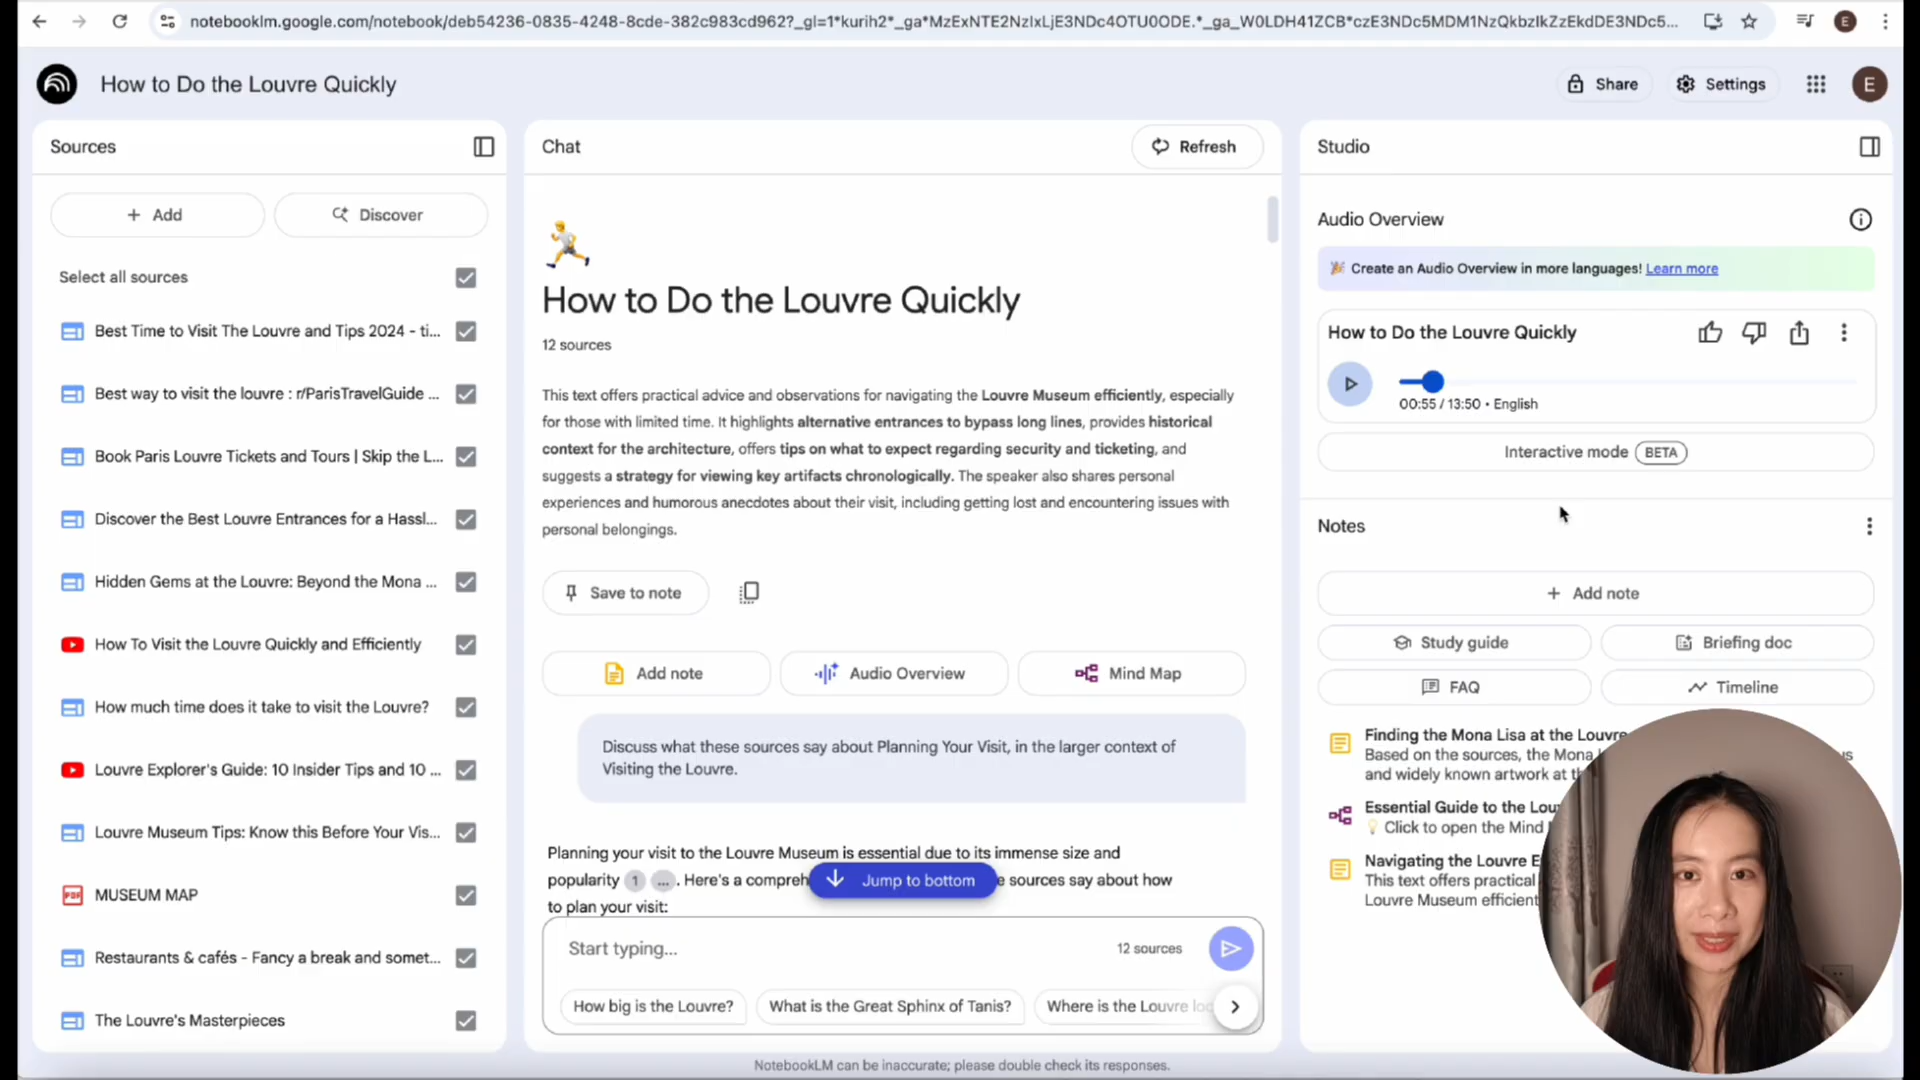 notebooklm.google.com/notebook/deb54236-0835-4248-8cde-382c983cd962?_gl=1*kurih2*_ga*MzExNTE2NzIxLjE3NDc4OTU0ODE.*_ga_W0LDH41ZCB*czE3NDc5MDM1NzQkbzIkZzEkdDE3NDc5...
E
How to Do the Louvre Quickly
Share
Settings
E
Sources
Add
Discover
Select all sources
Best Time to Visit The Louvre and Tips 2024 - ti...
Best way to visit the louvre : r/ParisTravelGuide ...
Book Paris Louvre Tickets and Tours | Skip the L...
Discover the Best Louvre Entrances for a Hassl...
Hidden Gems at the Louvre: Beyond the Mona ...
How To Visit the Louvre Quickly and Efficiently
How much time does it take to visit the Louvre?
Louvre Explorer's Guide: 10 Insider Tips and 10 ...
Louvre Museum Tips: Know this Before Your Vis...
PDF
MUSEUM MAP
Restaurants & cafés - Fancy a break and somet...
The Louvre's Masterpieces
Chat
Refresh
How to Do the Louvre Quickly
12 sources
This text offers practical advice and observations for navigating the Louvre Museum efficiently, especially
for those with limited time. It highlights alternative entrances to bypass long lines, provides historical
context for the architecture, offers tips on what to expect regarding security and ticketing, and
suggests a strategy for viewing key artifacts chronologically. The speaker also shares personal
experiences and humorous anecdotes about their visit, including getting lost and encountering issues with
personal belongings.
Save to note
Add note
Audio Overview
Mind Map
Discuss what these sources say about Planning Your Visit, in the larger context of
Visiting the Louvre.
Planning your visit to the Louvre Museum is essential due to its immense size and
popularity 1 ... . Here's a compreh
sources say about how
to plan your visit:
Jump to bottom
Start typing...
12 sources
How big is the Louvre?
What is the Great Sphinx of Tanis?
Where is the Louvre loc
NotebookLM can be inaccurate; please double check its responses.
Studio
Audio Overview
Create an Audio Overview in more languages! Learn more
How to Do the Louvre Quickly
00:55 / 13:50 • English
Interactive mode BETA
Notes
Add note
Study guide
Briefing doc
FAQ
Timeline
Finding the Mona Lisa at the Louvre
Based on the sources, the Mona
and widely known artwork at
Essential Guide to the Lou
Click to open the Mind
Navigating the Louvre E
This text offers practical
Louvre Museum efficient